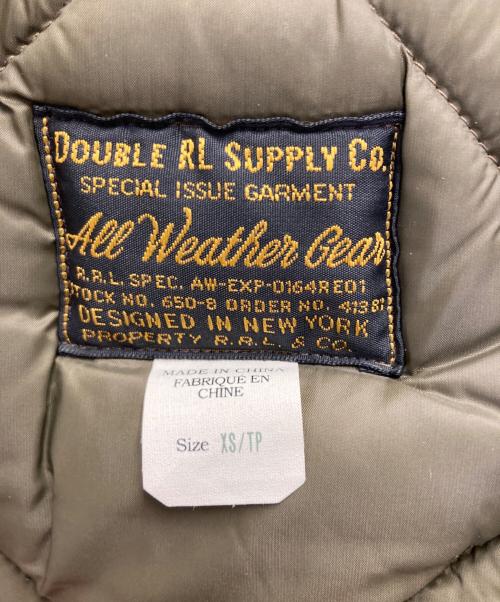 DOUBLE RL SUPPLY CO.
SPECIAL ISSUE GARMENT
All Weather Gear
R.R.L. SPEC. AW-EXP-0164RE01
STOCK NO. 650-8 ORDER NO. 41381
DESIGNED IN NEW YORK
PROPERTY R.R.L. & CO.
MADE IN CHINA
FABRIQUÉ EN
CHINE
Size XS/TP